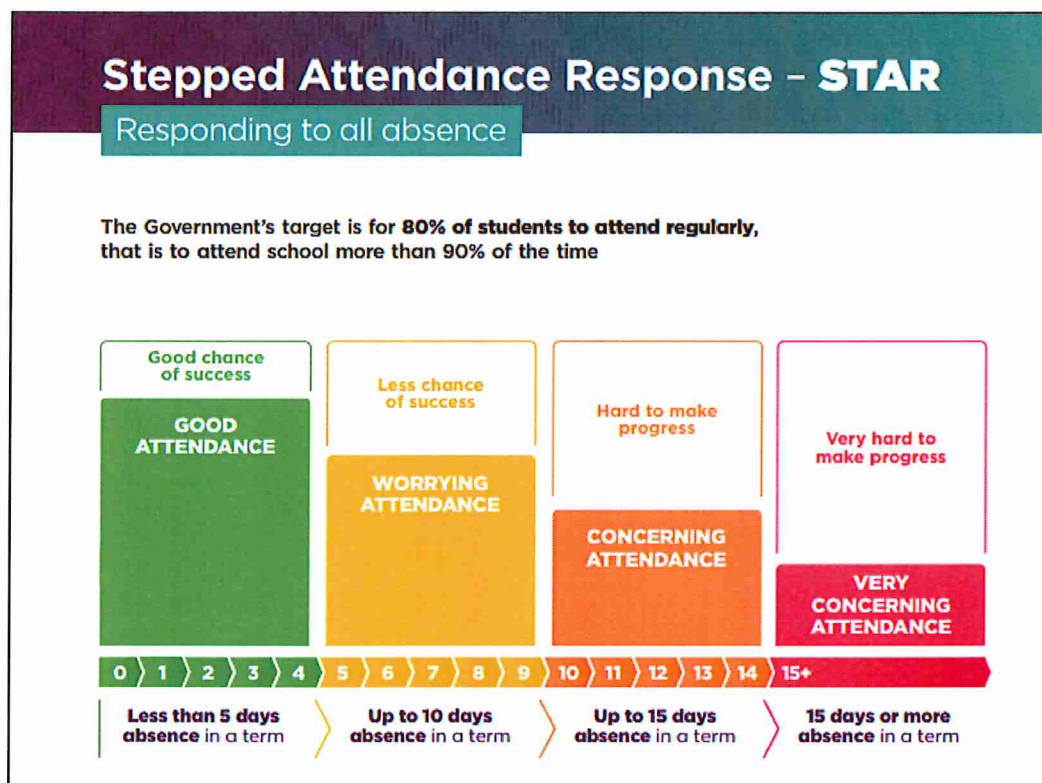 Stepped Attendance Response – STAR
Responding to all absence
The Government's target is for 80% of students to attend regularly,
that is to attend school more than 90% of the time
Good chance
of success
GOOD
ATTENDANCE
Less chance
of success
WORRYING
ATTENDANCE
Hard to make
progress
CONCERNING
ATTENDANCE
Very hard to
make progress
VERY
CONCERNING
ATTENDANCE
0 1 2 3 4 5 6 7 8 9 10 11 12 13 14 15+
Less than 5 days
absence in a term
Up to 10 days
absence in a term
Up to 15 days
absence in a term
15 days or more
absence in a term